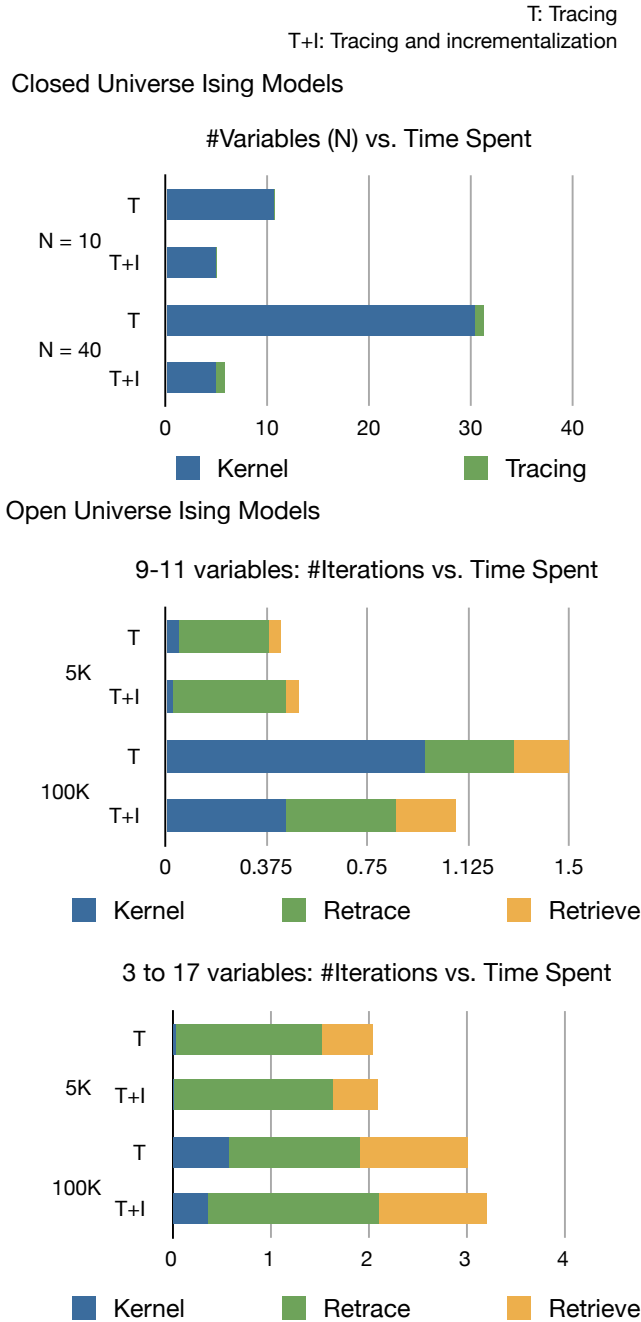 T: Tracing
T+I: Tracing and incrementalization
Closed Universe Ising Models
#Variables (N) vs. Time Spent
T
N = 10
T+I
T
N = 40
T+I
0 10 20 30 40
Kernel Tracing
Open Universe Ising Models
9-11 variables: #Iterations vs. Time Spent
T
5K
T+I
T
100K
T+I
0 0.375 0.75 1.125 1.5
Kernel Retrace Retrieve
3 to 17 variables: #Iterations vs. Time Spent
T
5K
T+I
T
100K
T+I
0 1 2 3 4
Kernel Retrace Retrieve